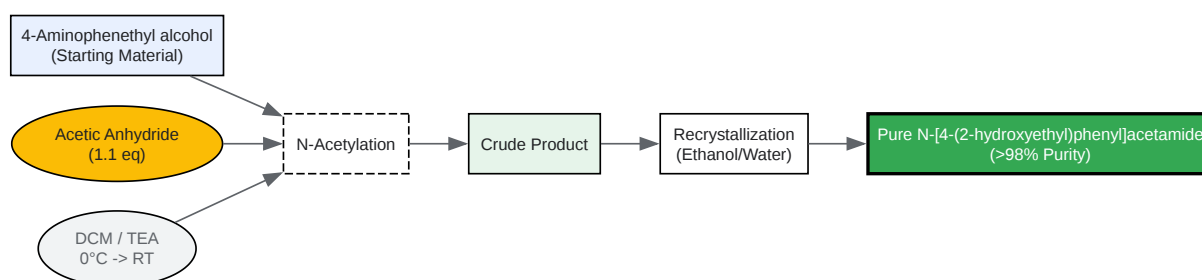 4-Aminophenethyl alcohol
(Starting Material)
Acetic Anhydride
(1.1 eq)
DCM / TEA
0°C -> RT
N-Acetylation
Crude Product
Recrystallization
(Ethanol/Water)
Pure N-[4-(2-hydroxyethyl)phenyl]acetamide
(>98% Purity)